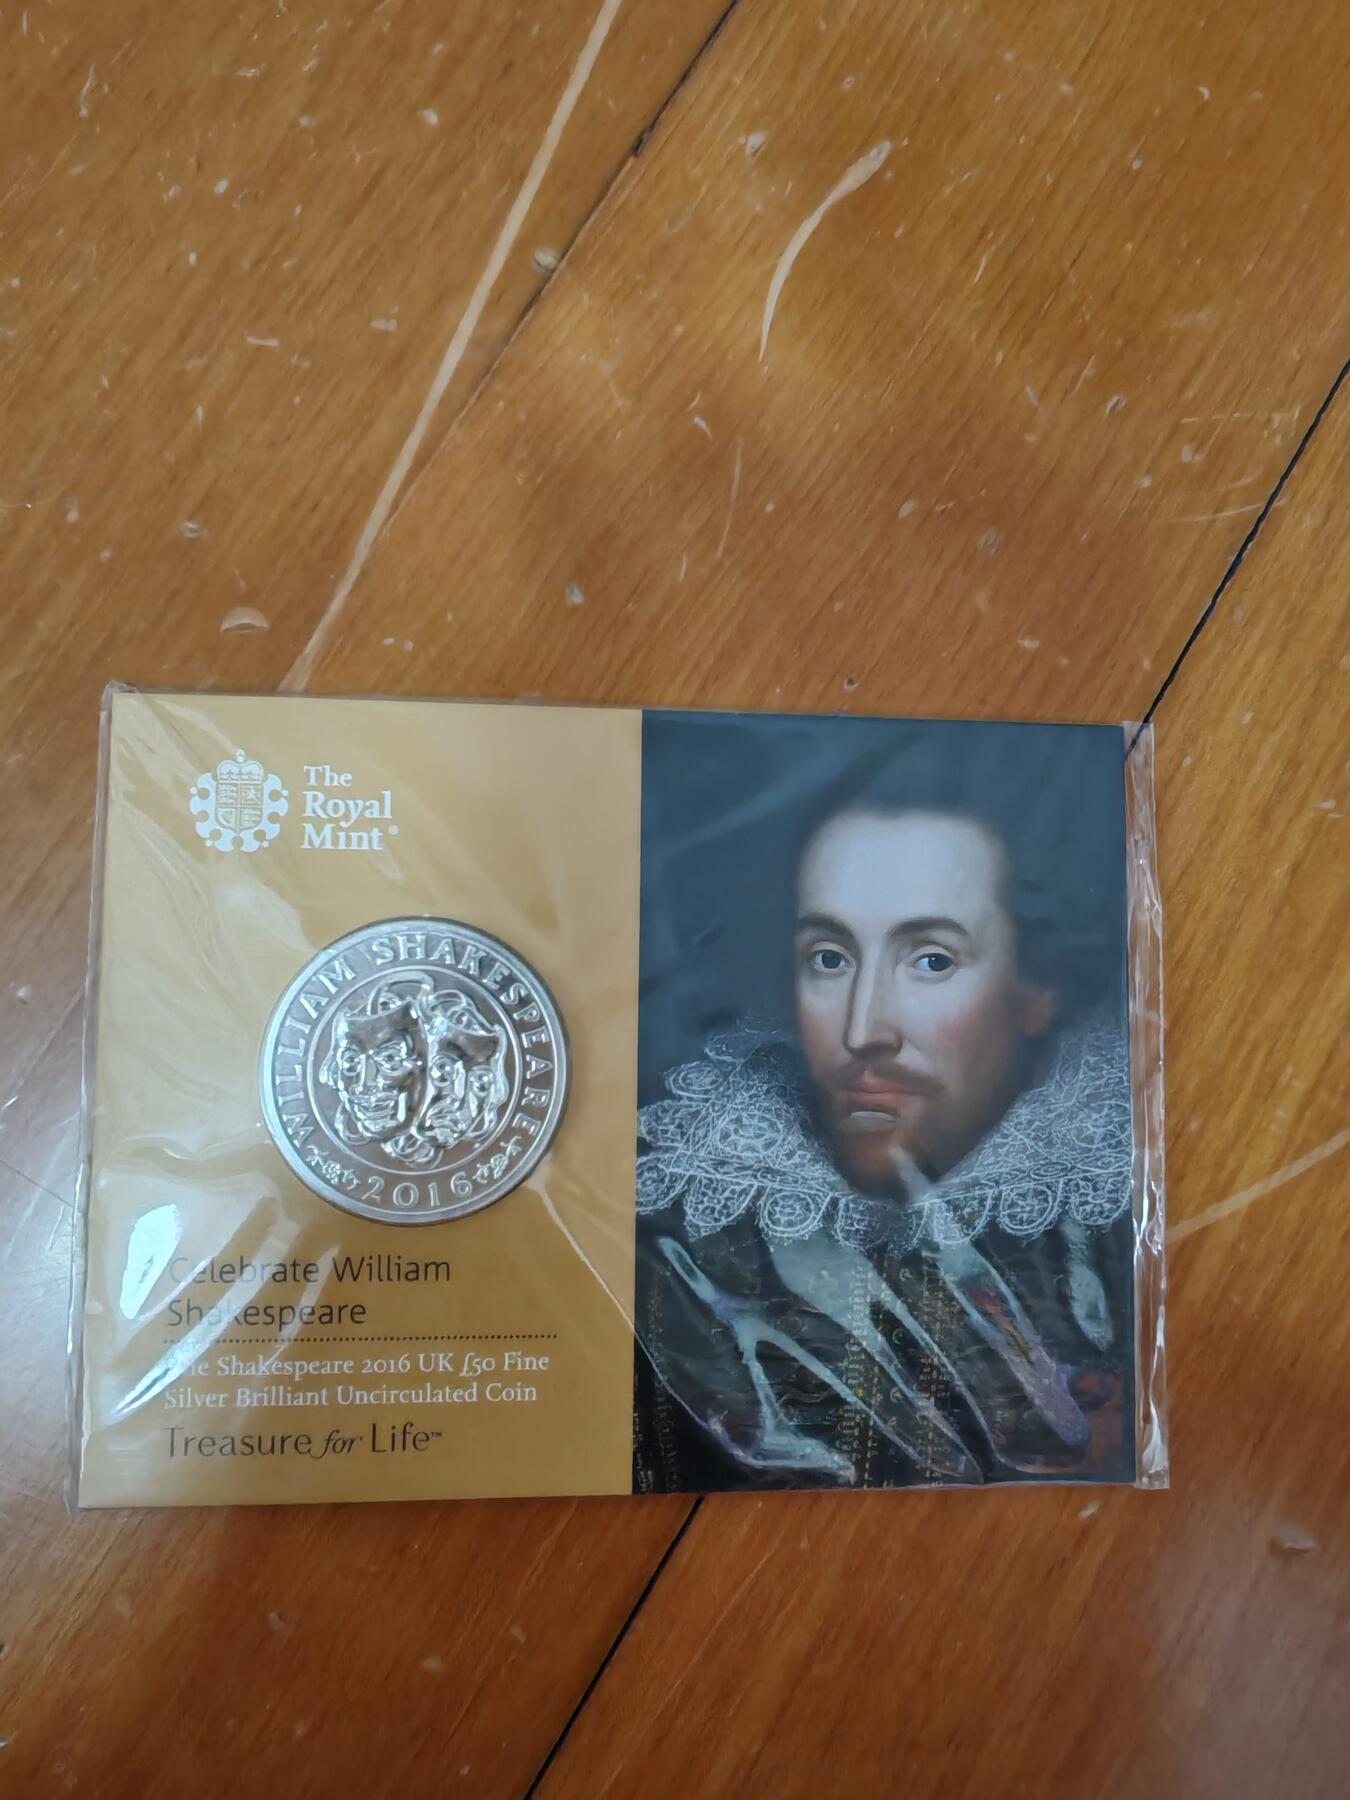 The
Royal
Mint®
WILLIAM SHAKESPEARE
2016
Celebrate William
Shakespeare
The Shakespeare 2016 UK £50 Fine
Silver Brilliant Uncirculated Coin
Treasure for Life™